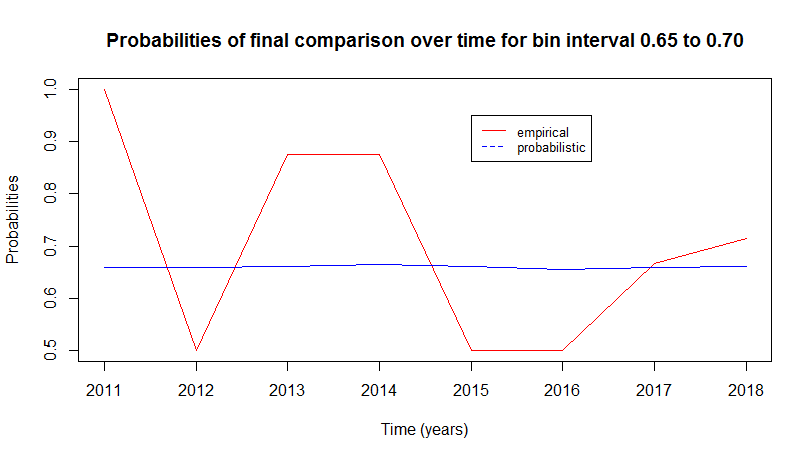 Probabilities of final comparison over time for bin interval 0.65 to 0.70
1.0
0.9
0.8
0.7
0.6
0.5
Probabilities
empirical
probabilistic
2011 2012 2013 2014 2015 2016 2017 2018
Time (years)